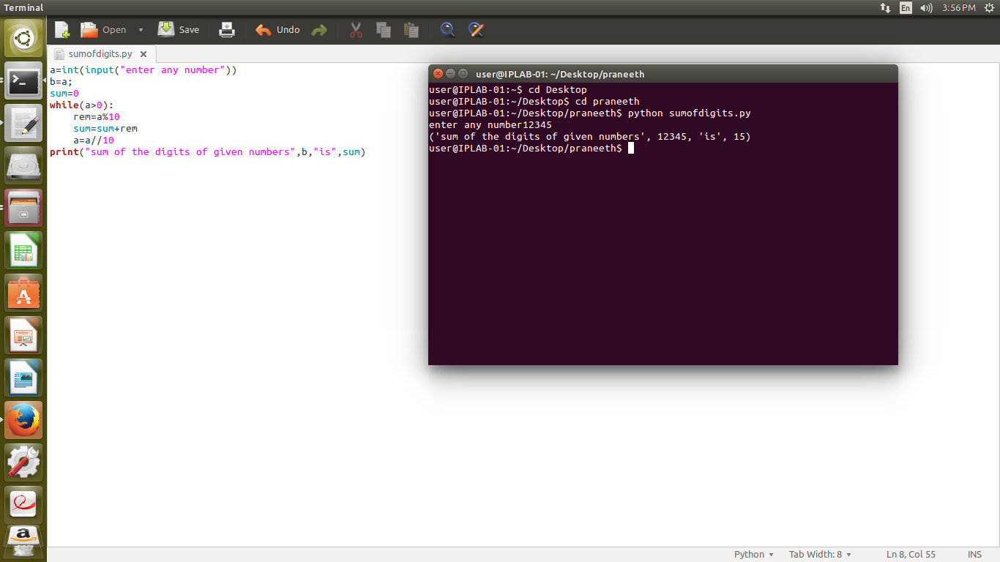 Terminal
En
3:56 PM
Open
Save
Undo
sumofdigits.py
a=int(input("enter any number"))
b=a;
sum=0
while(a>0):
    rem=a%10
    sum=sum+rem
    a=a//10
print("sum of the digits of given numbers",b,"is",sum)
user@IPLAB-01: ~/Desktop/praneeth
user@IPLAB-01:~$ cd Desktop
user@IPLAB-01:~/Desktop$ cd praneeth
user@IPLAB-01:~/Desktop/praneeth$ python sumofdigits.py
enter any number12345
('sum of the digits of given numbers', 12345, 'is', 15)
user@IPLAB-01:~/Desktop/praneeth$
Python
Tab Width: 8
Ln 8, Col 55
INS